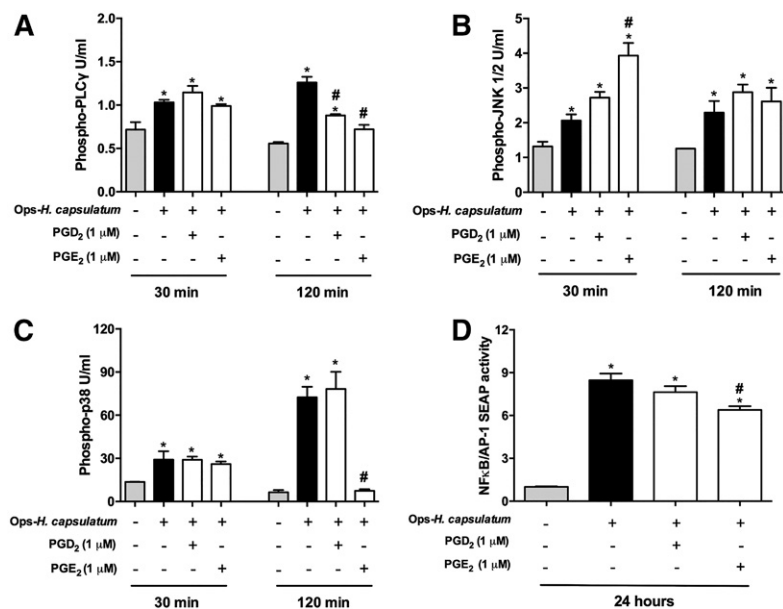 A
Phospho-PLCγ U/ml
2.0
1.5
1.0
0.5
0.0
* * * * # * #
Ops-H. capsulatum - + + + - + + +
PGD2 (1 μM) - - + - - - + -
PGE2 (1 μM) - - - + - - - +
30 min 120 min
B
Phospho-JNK 1/2 U/ml
5
4
3
2
1
0
* * # * * * *
Ops-H. capsulatum - + + + - + + +
PGD2 (1 μM) - - + - - - + -
PGE2 (1 μM) - - - + - - - +
30 min 120 min
C
Phospho-p38 U/ml
120
90
60
30
0
* * * * * #
Ops-H. capsulatum - + + + - + + +
PGD2 (1 μM) - - + - - - + -
PGE2 (1 μM) - - - + - - - +
30 min 120 min
D
NFκB/AP-1 SEAP activity
12
9
6
3
0
* * # *
Ops-H. capsulatum - + + +
PGD2 (1 μM) - - + -
PGE2 (1 μM) - - - +
24 hours